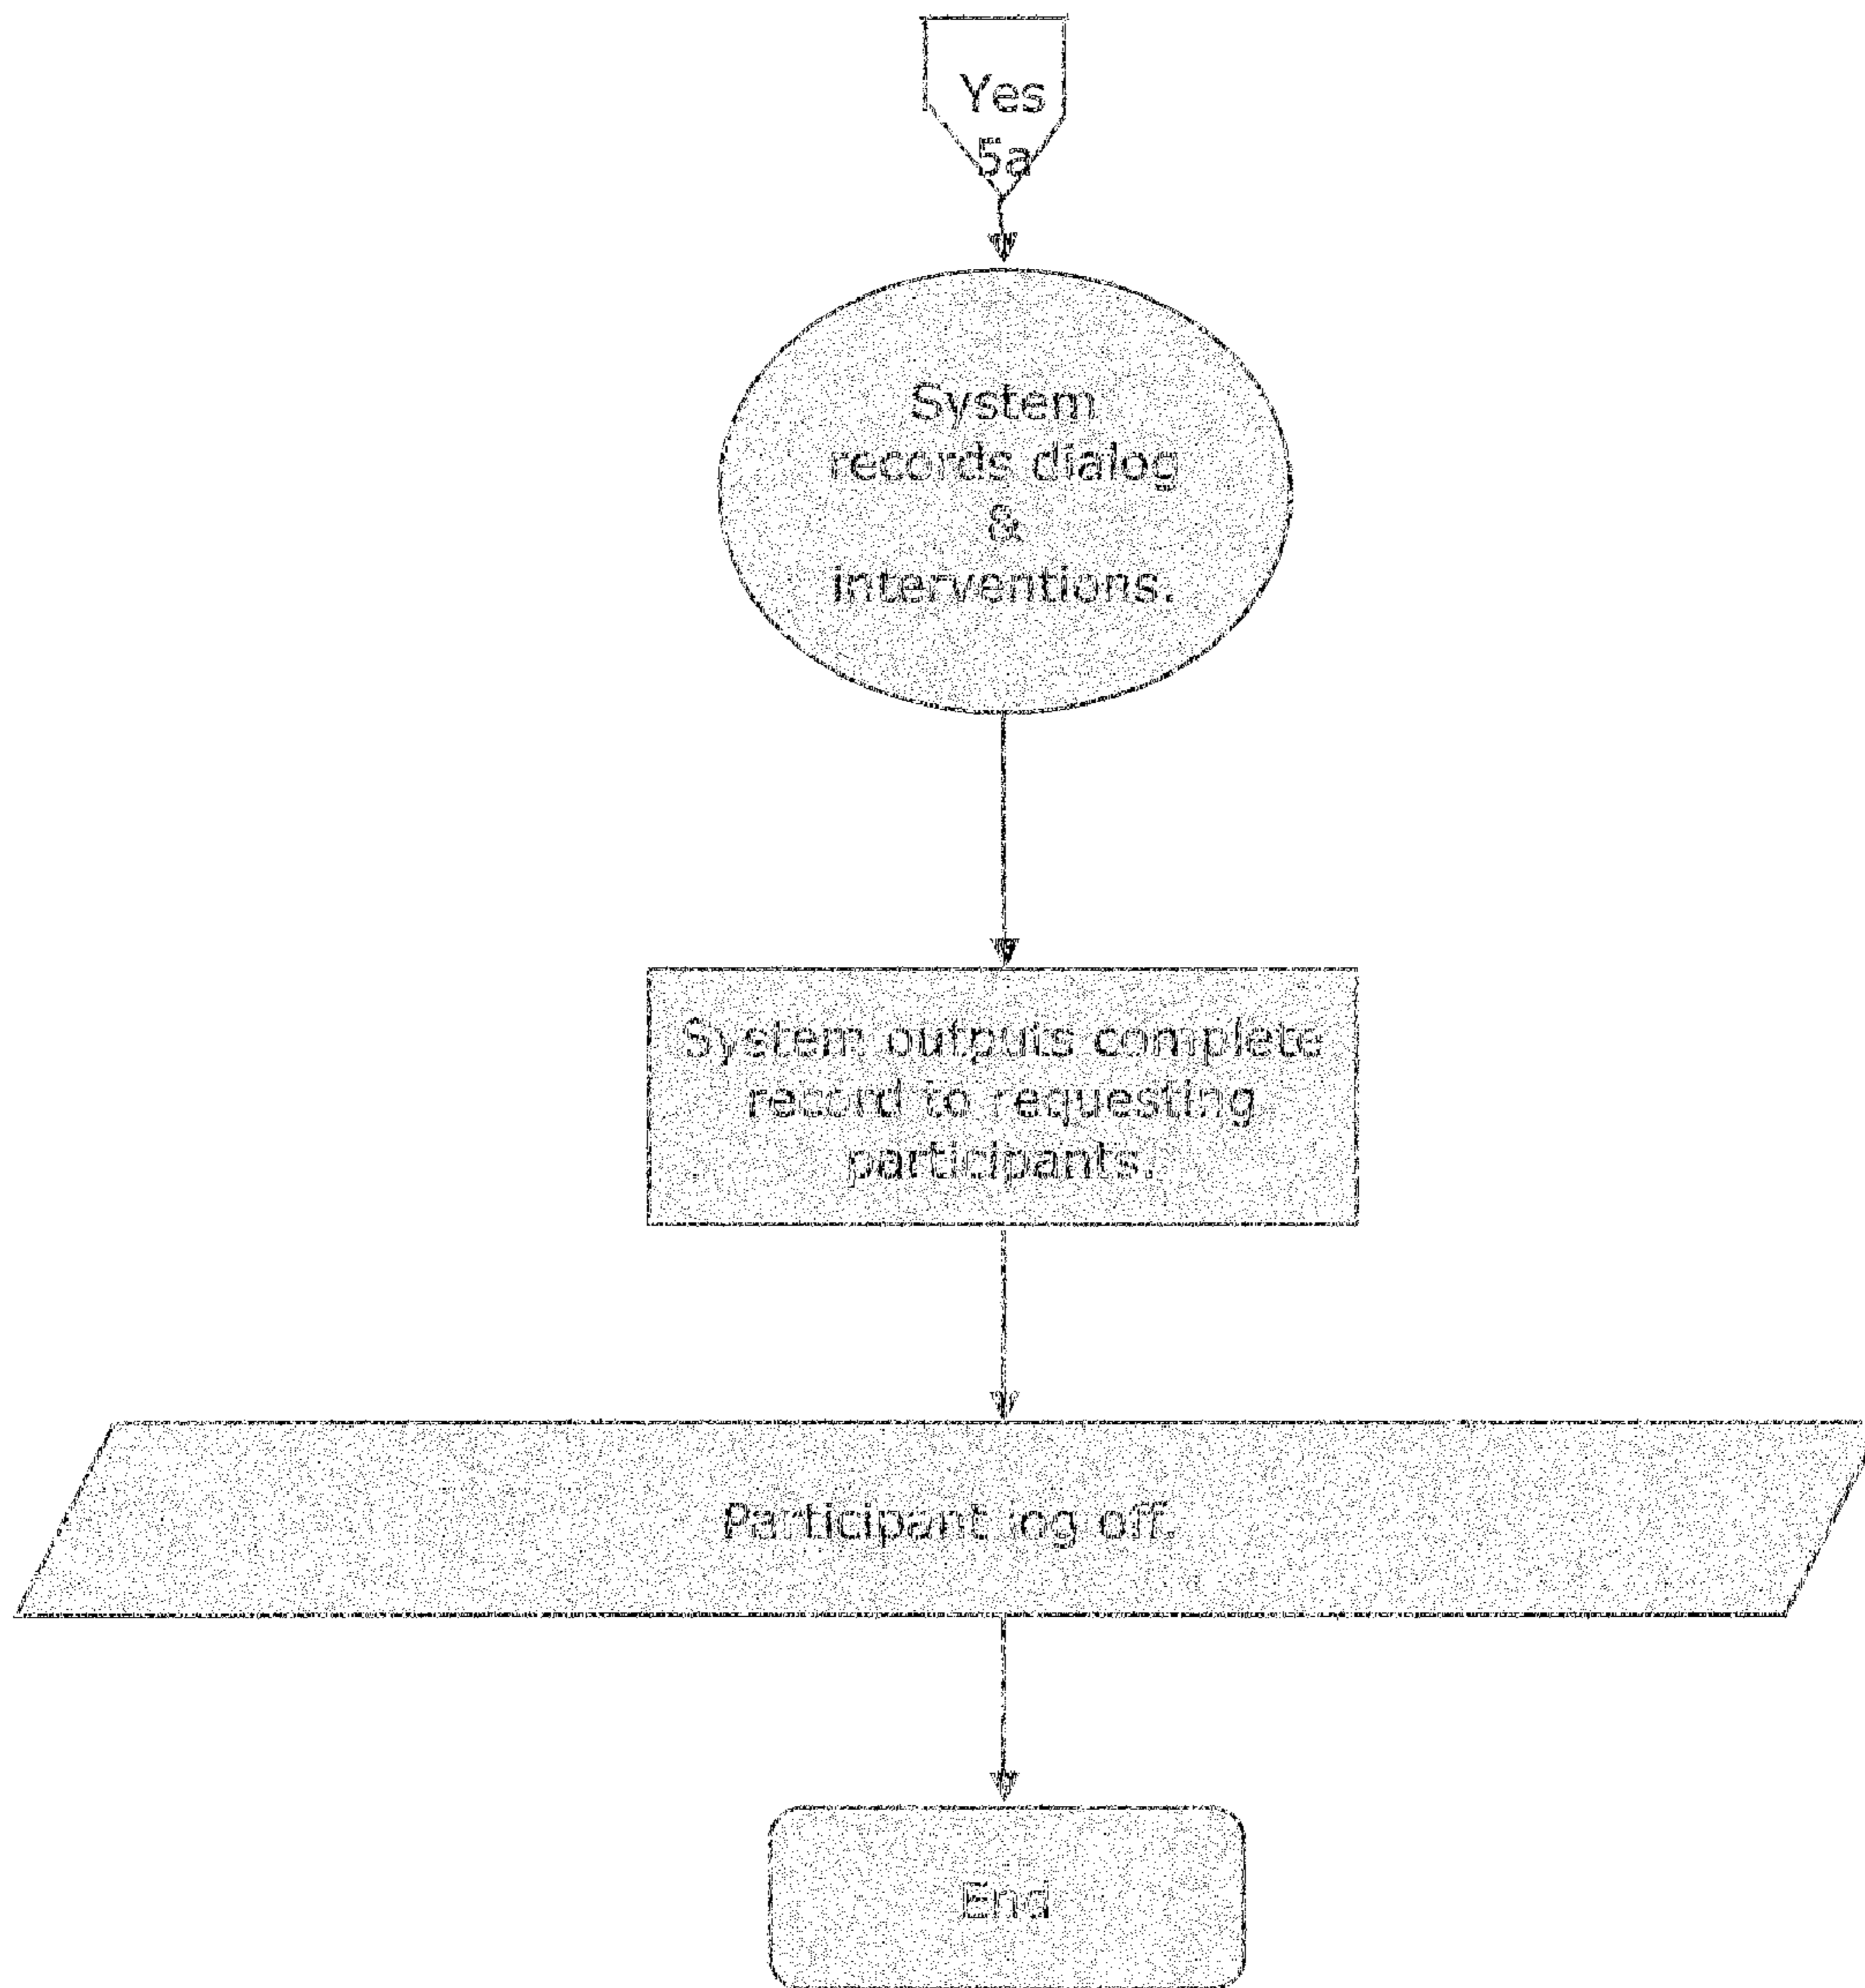 Yes
5a
System
records dialog
&
interventions.
System outputs complete
record to requesting
participants.
Participant log off.
End